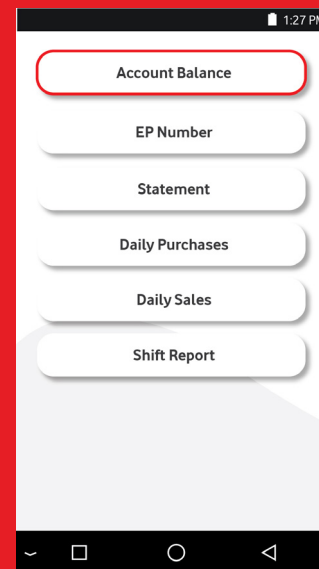 1:27 PM
Account Balance
EP Number
Statement
Daily Purchases
Daily Sales
Shift Report